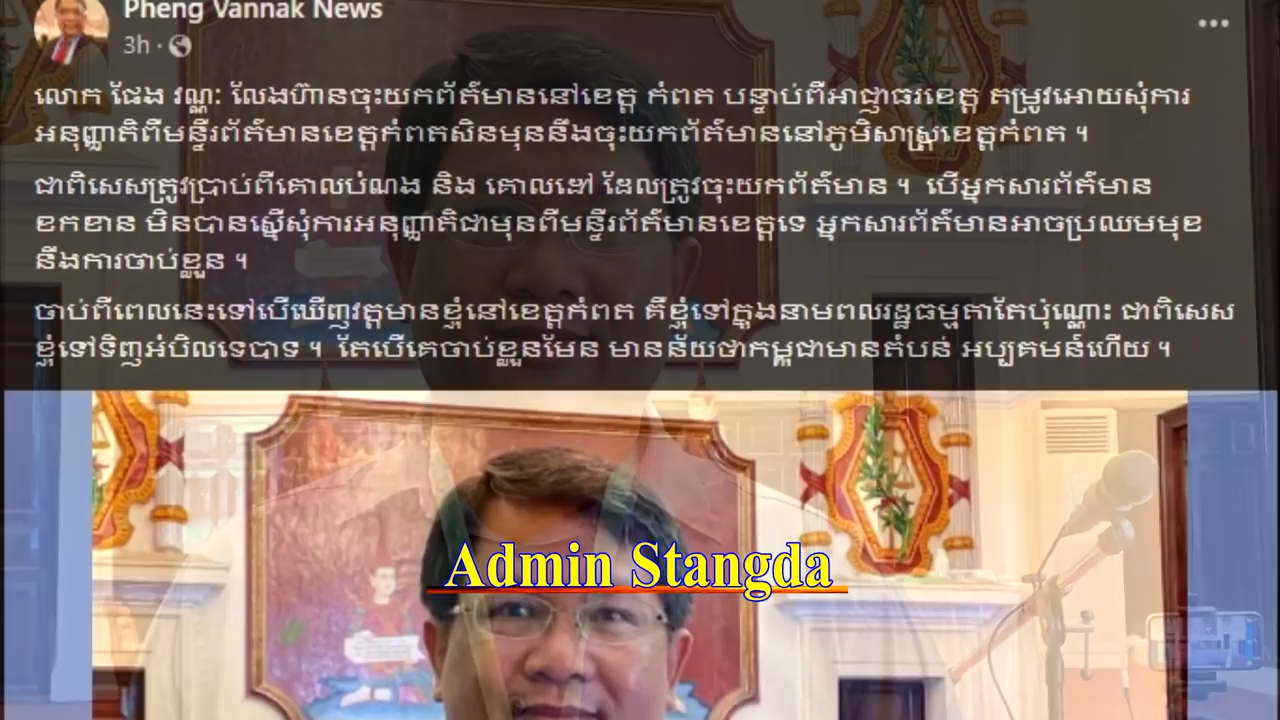 Pheng Vannak News
3h ·
លោក ផែង វណ្ណៈ លែងហ៊ានចុះយកព័ត៌មាននៅខេត្ត កំពត បន្ទាប់ពីអាជ្ញាធរខេត្ត តម្រូវអោយសុំការ
អនុញ្ញាតិពីមន្ទីរព័ត៌មានខេត្តកំពតសិនមុននឹងចុះយកព័ត៌មាននៅភូមិសាស្ត្រខេត្តកំពត ។
ជាពិសេសត្រូវប្រាប់ពីគោលបំណង និង គោលដៅ ដែលត្រូវចុះយកព័ត៌មាន ។ បើអ្នកសារព័ត៌មាន
ខកខាន មិនបានស្នើសុំការអនុញ្ញាតិជាមុនពីមន្ទីរព័ត៌មានខេត្តទេ អ្នកសារព័ត៌មានអាចប្រឈមមុខ
នឹងការចាប់ខ្លួន ។
ចាប់ពីពេលនេះទៅបើឃើញវត្តមានខ្ញុំនៅខេត្តកំពត គឺខ្ញុំទៅក្នុងនាមពលរដ្ឋធម្មតាតែប៉ុណ្ណោះ ជាពិសេស
ខ្ញុំទៅទិញអំបិលទេបាទ ។ តែបើគេចាប់ខ្លួនមែន មានន័យថាកម្ពុជាមានតំបន់ អប្បគមន៍ហើយ ។
Admin Stangda